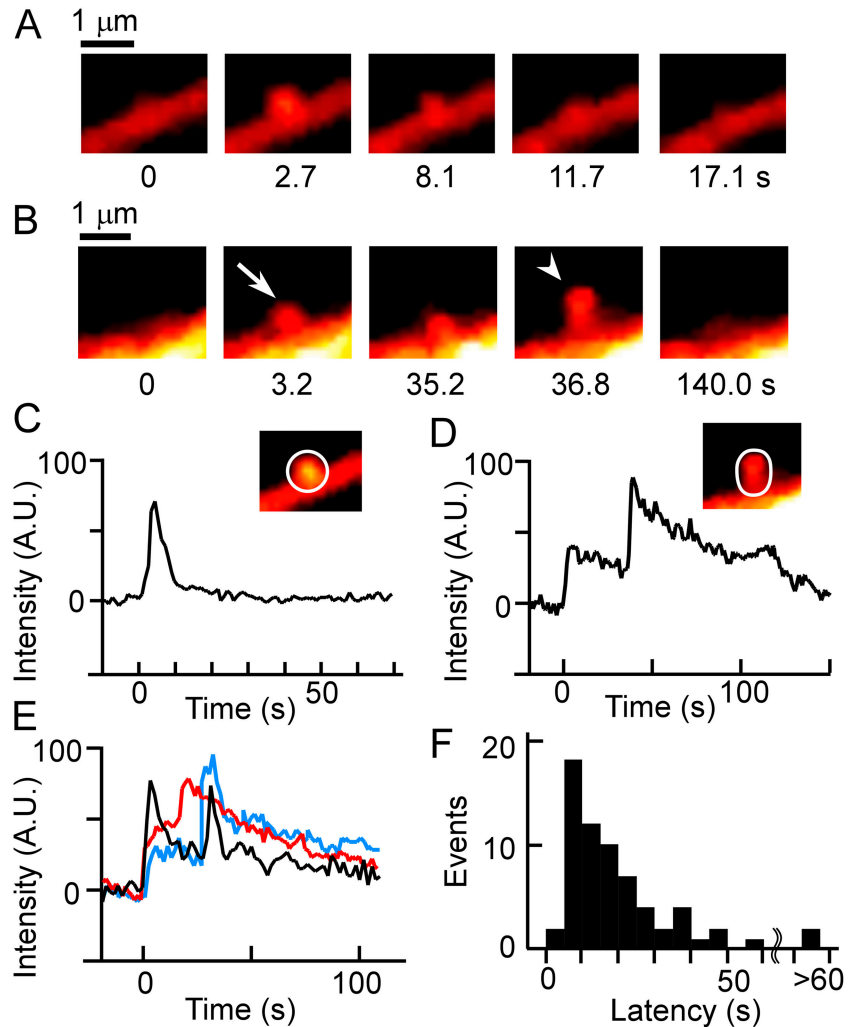 A
1 μm
0 2.7 8.1 11.7 17.1 s
1 μm
B
0 3.2 35.2 36.8 140.0 s
C
100
0
Intensity (A.U.)
0 50
Time (s)
D
100
0
Intensity (A.U.)
0 100
Time (s)
E
100
0
Intensity (A.U.)
0 100
Time (s)
F
20
10
0
Events
0 50 >60
Latency (s)